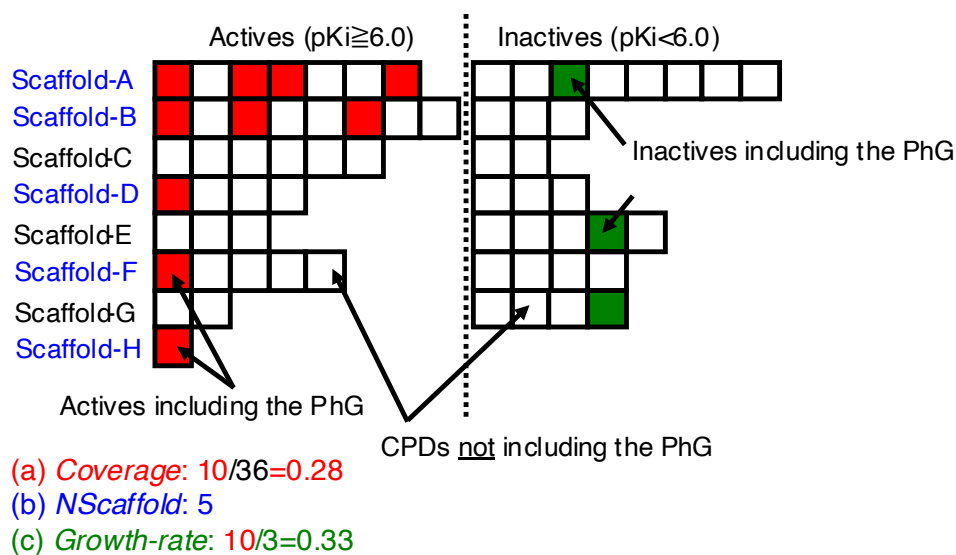 Actives (pKi≧6.0)
Inactives (pKi<6.0)
Scaffold-A
Scaffold-B
Scaffold-C
Scaffold-D
Scaffold-E
Scaffold-F
Scaffold-G
Scaffold-H
Inactives including the PhG
Actives including the PhG
CPDs not including the PhG
(a) Coverage: 10/36=0.28
(b) NScaffold: 5
(c) Growth-rate: 10/3=0.33